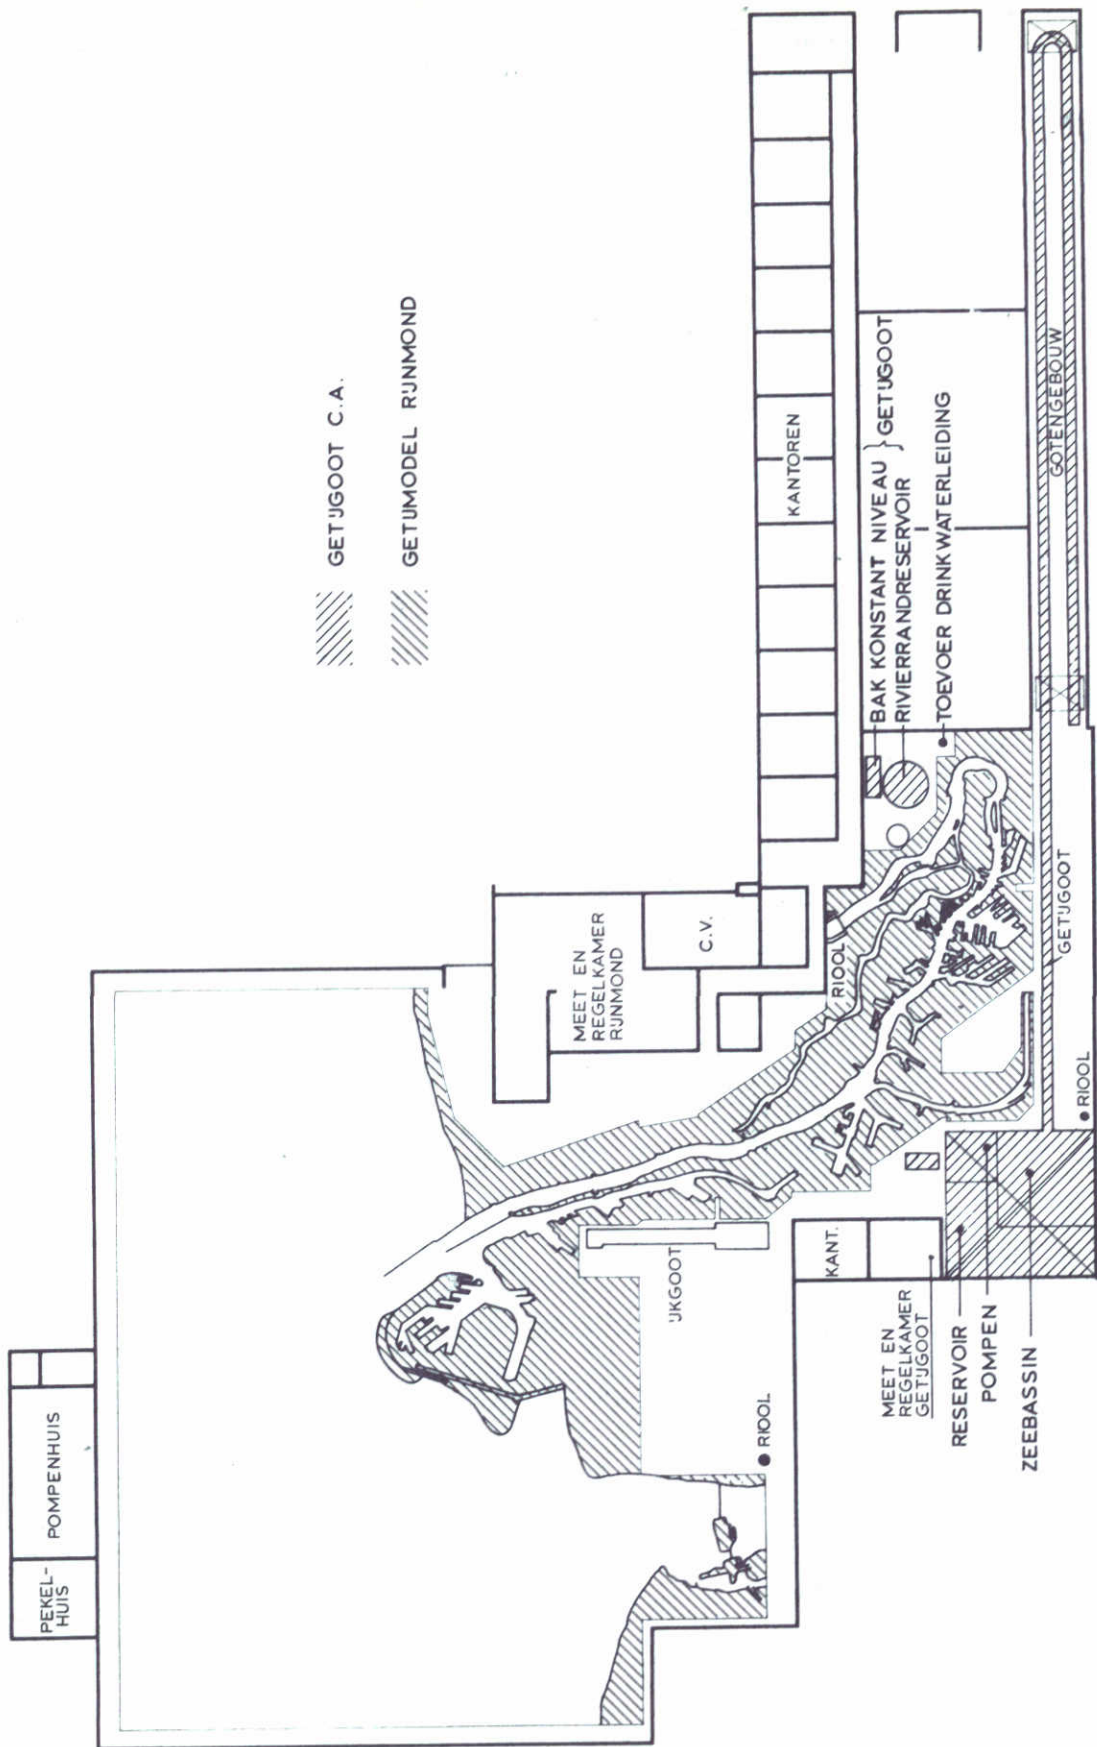 GETIJGOOT C.A.
GETIJMODEL RIJNMOND
PEKEL-
HUIS
POMPENHUIS
MEET EN
REGELKAMER
RIJNMOND
C.V.
KANTOREN
BAK KONSTANT NIVEAU
RIVIERRANDRESERVOIR
} GETIJGOOT
TOEVOER DRINKWATERLEIDING
GOTENGEBOUW
RIOOL
GETIJGOOT
RIOOL
IJKGOOT
RIOOL
KANT.
MEET EN
REGELKAMER
GETIJGOOT
RESERVOIR
POMPEN
ZEEBASSIN